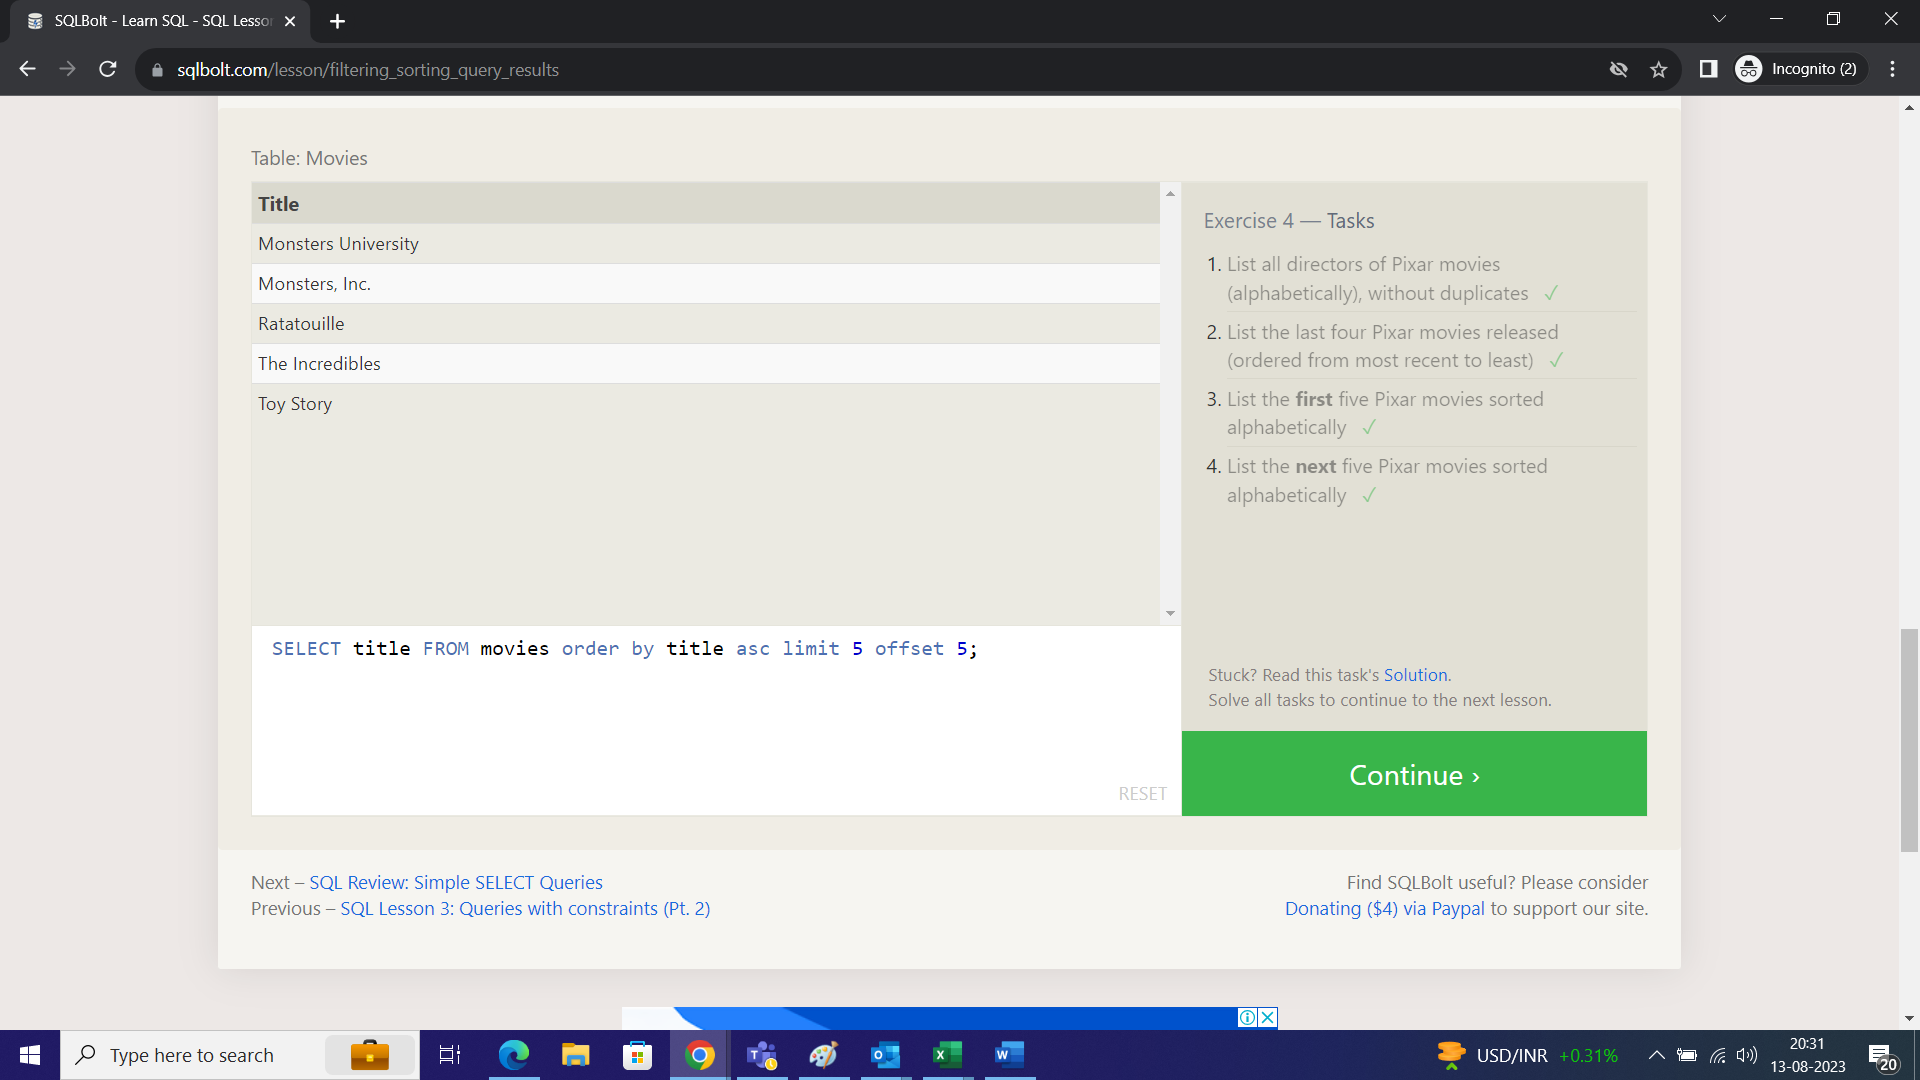 SQLBolt - Learn SQL - SQL Lesson
sqlbolt.com/lesson/filtering_sorting_query_results
Incognito (2)
Table: Movies
Title
Monsters University
Monsters, Inc.
Ratatouille
The Incredibles
Toy Story
SELECT title FROM movies order by title asc limit 5 offset 5;
RESET
Exercise 4 — Tasks
1. List all directors of Pixar movies
(alphabetically), without duplicates ✓
2. List the last four Pixar movies released
(ordered from most recent to least) ✓
3. List the first five Pixar movies sorted
alphabetically ✓
4. List the next five Pixar movies sorted
alphabetically ✓
Stuck? Read this task's Solution.
Solve all tasks to continue to the next lesson.
Continue ›
Next – SQL Review: Simple SELECT Queries
Previous – SQL Lesson 3: Queries with constraints (Pt. 2)
Find SQLBolt useful? Please consider
Donating ($4) via Paypal to support our site.
Type here to search
USD/INR +0.31%
20:31
13-08-2023
20